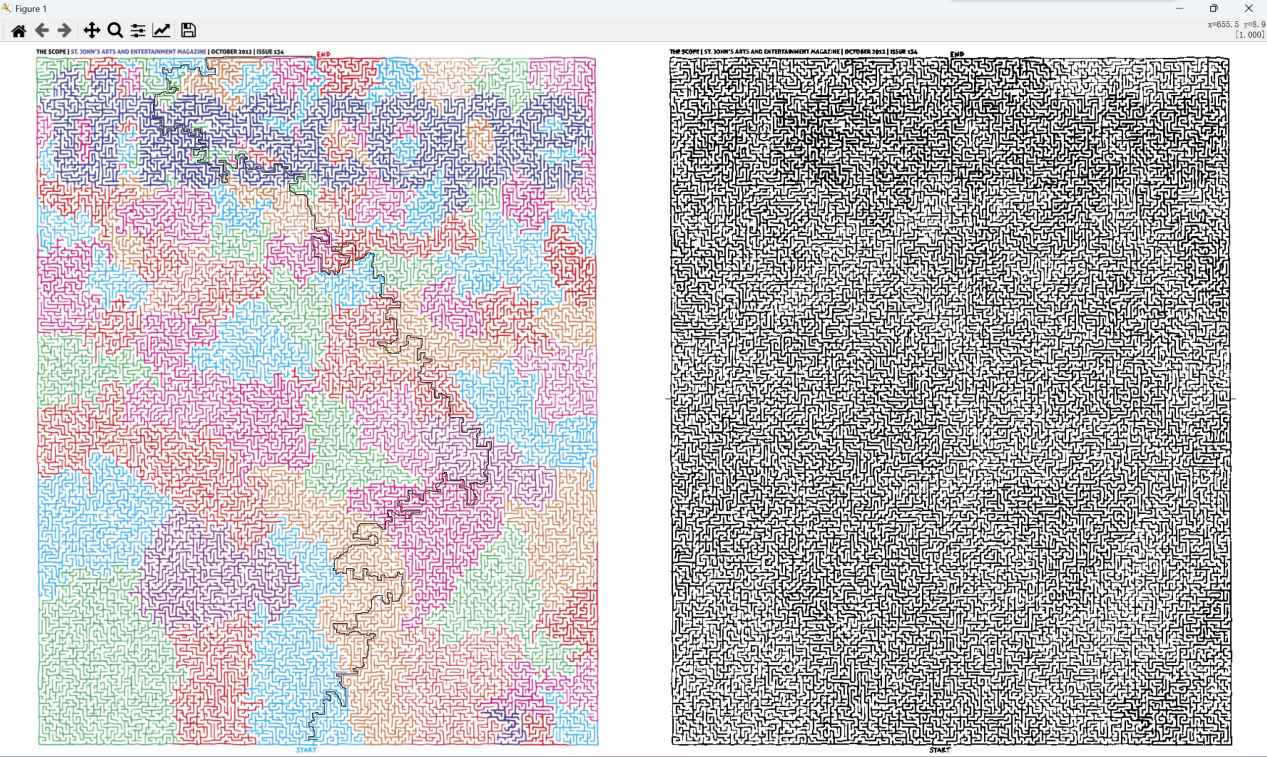 Figure 1
x=655.5 y=8.9
[1.000]
THE SCOPE | ST. JOHN'S ARTS AND ENTERTAINMENT MAGAZINE | OCTOBER 2012 | ISSUE 134
END
THE SCOPE | ST. JOHN'S ARTS AND ENTERTAINMENT MAGAZINE | OCTOBER 2012 | ISSUE 134
END
START
START